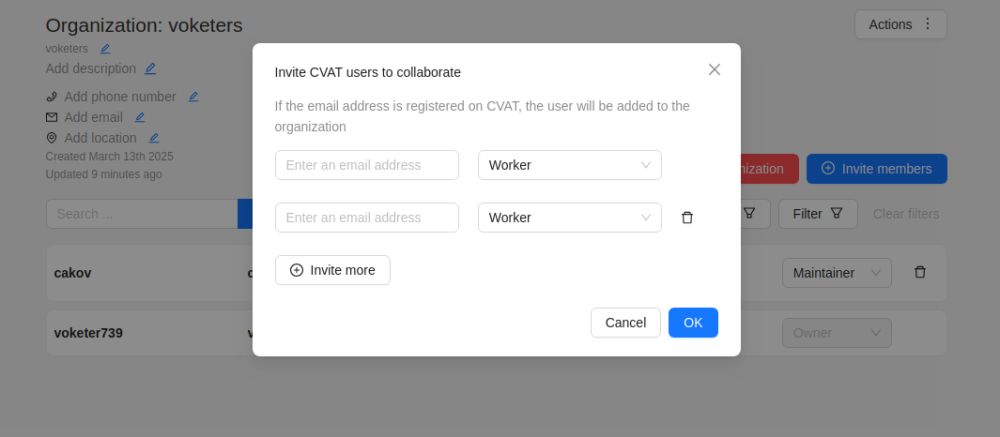 Organization: voketers
Actions
voketers
Add description
Add phone number
Add email
Add location
Created March 13th 2025
Updated 9 minutes ago
Invite members
Search ...
Filter
Clear filters
cakov
Maintainer
voketer739
Owner
Invite CVAT users to collaborate
If the email address is registered on CVAT, the user will be added to the
organization
Enter an email address
Worker
Enter an email address
Worker
Invite more
Cancel
OK